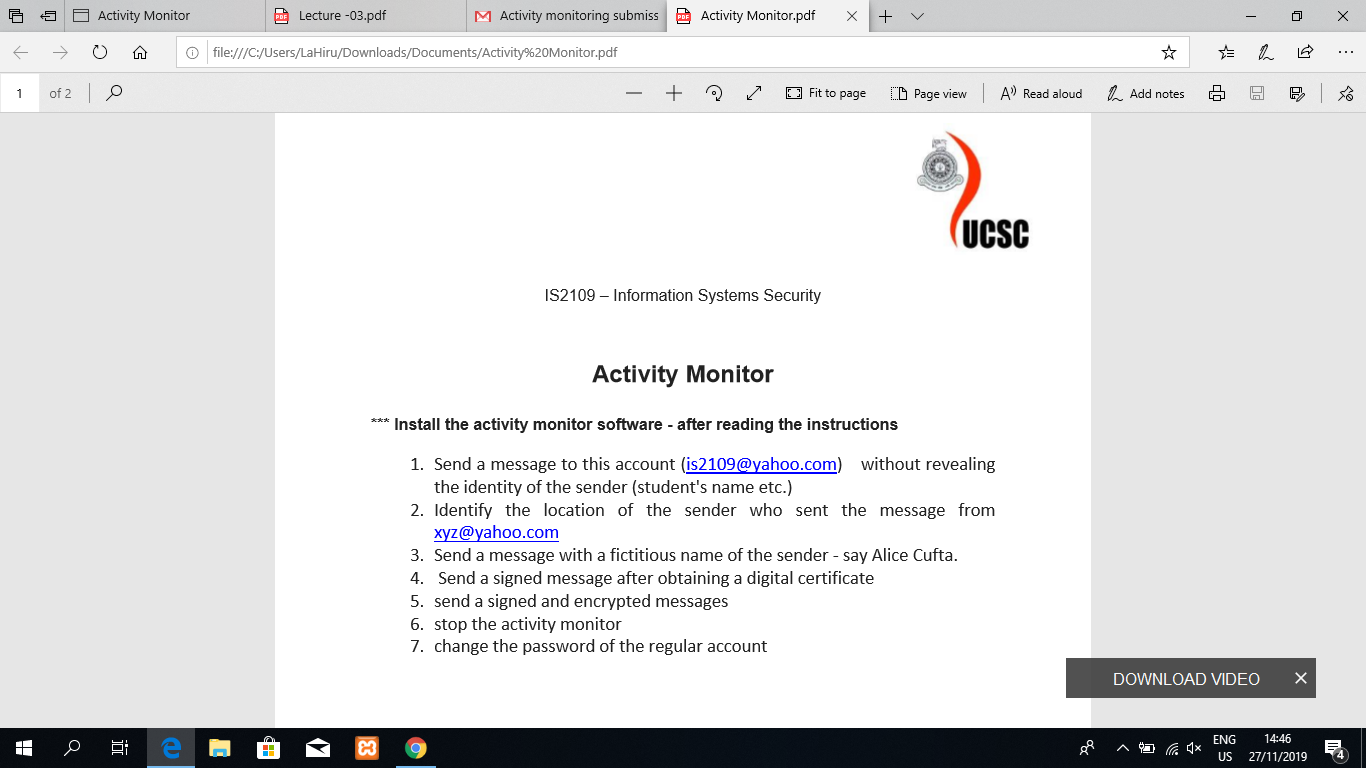 Activity Monitor
Lecture -03.pdf
Activity monitoring submiss
Activity Monitor.pdf
file:///C:/Users/LaHiru/Downloads/Documents/Activity%20Monitor.pdf
1 of 2
Fit to page
Page view
Read aloud
Add notes
UCSC
IS2109 – Information Systems Security
Activity Monitor
*** Install the activity monitor software - after reading the instructions
1. Send a message to this account (is2109@yahoo.com) without revealing
the identity of the sender (student's name etc.)
2. Identify the location of the sender who sent the message from
xyz@yahoo.com
3. Send a message with a fictitious name of the sender - say Alice Cufta.
4. Send a signed message after obtaining a digital certificate
5. send a signed and encrypted messages
6. stop the activity monitor
7. change the password of the regular account
DOWNLOAD VIDEO
ENG
US
14:46
27/11/2019
4